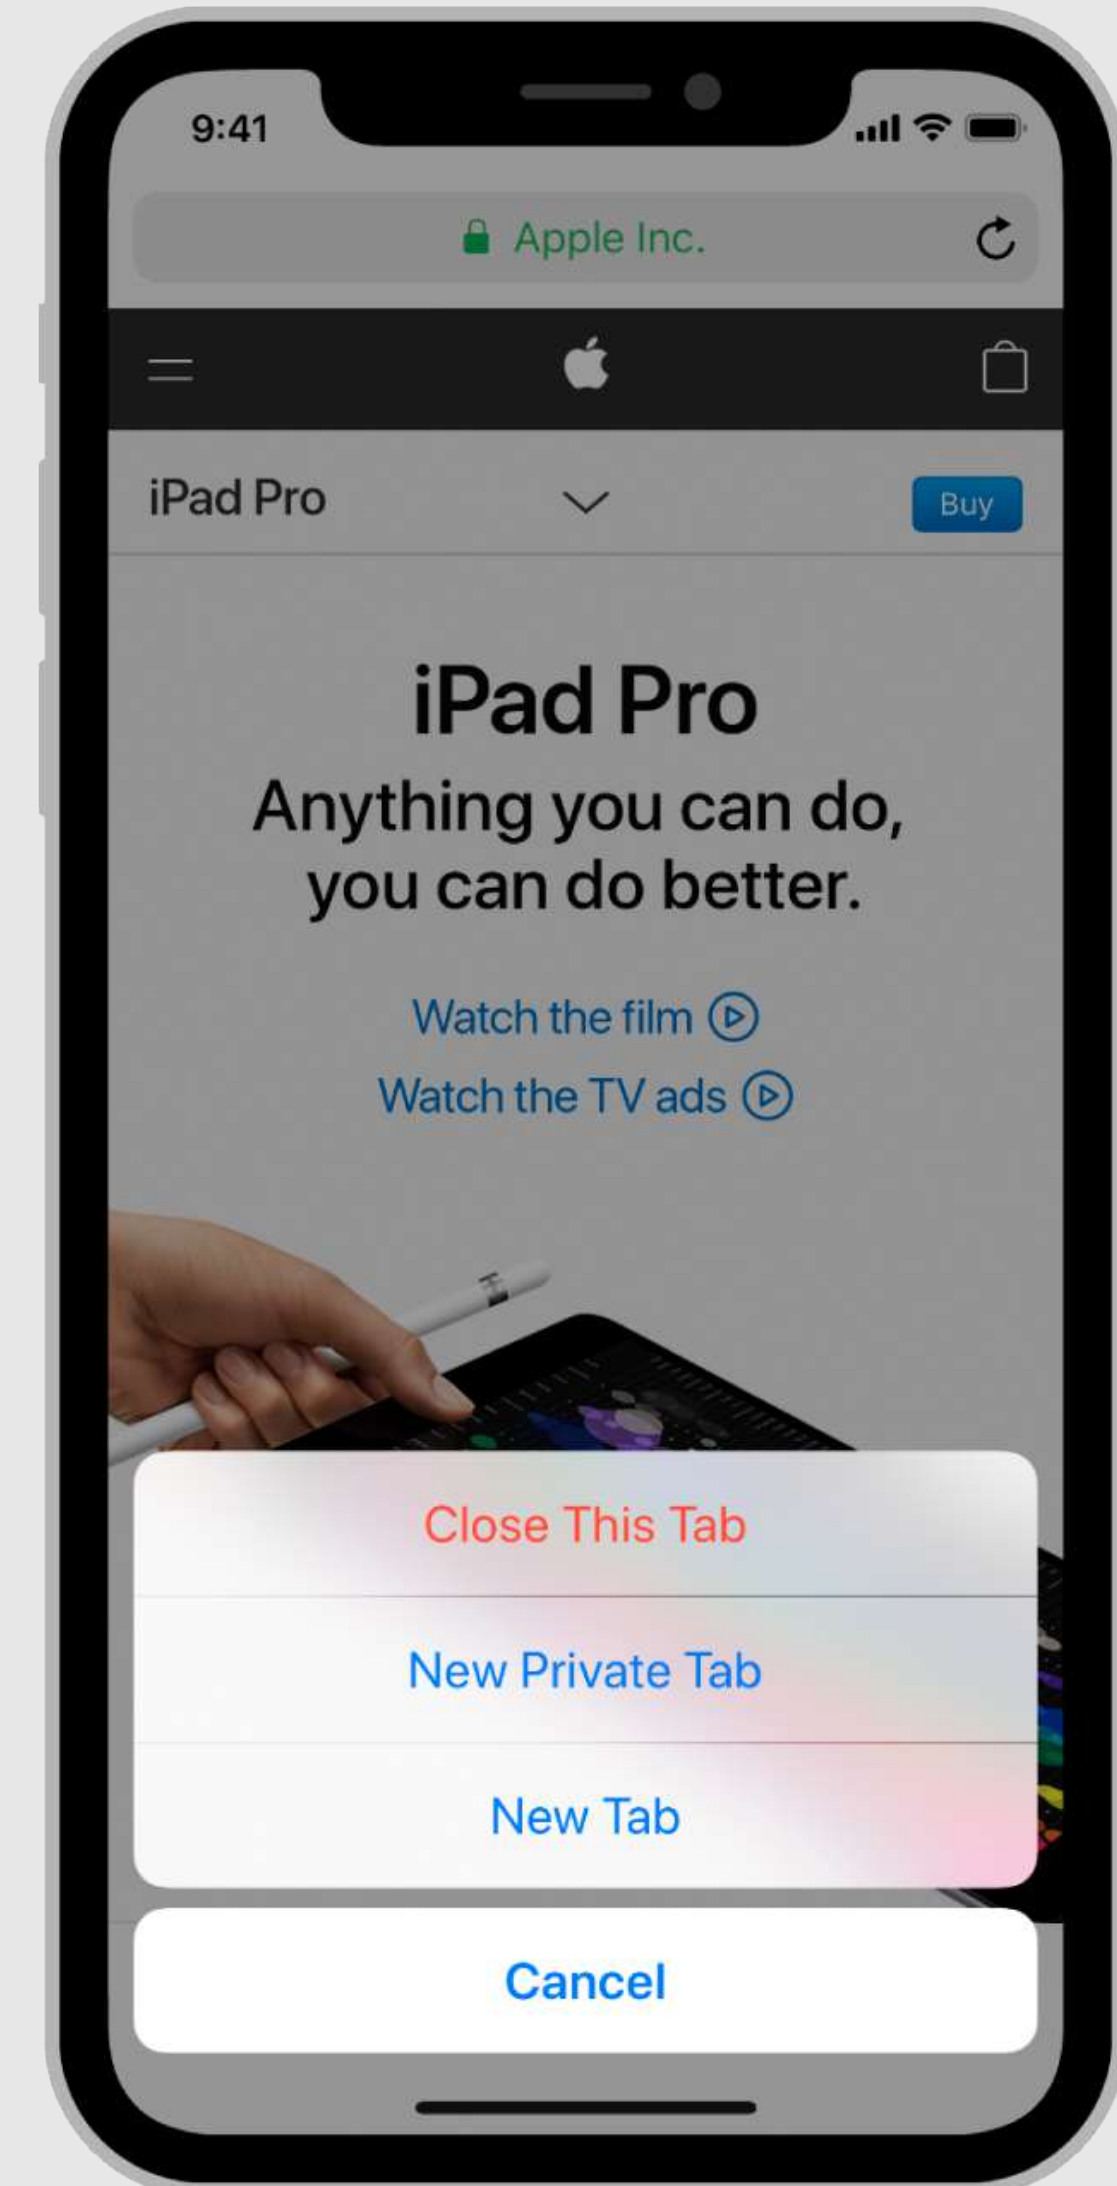 9:41
Apple Inc.
iPad Pro
Buy
iPad Pro
Anything you can do,
you can do better.
Watch the film
Watch the TV ads
Close This Tab
New Private Tab
New Tab
Cancel